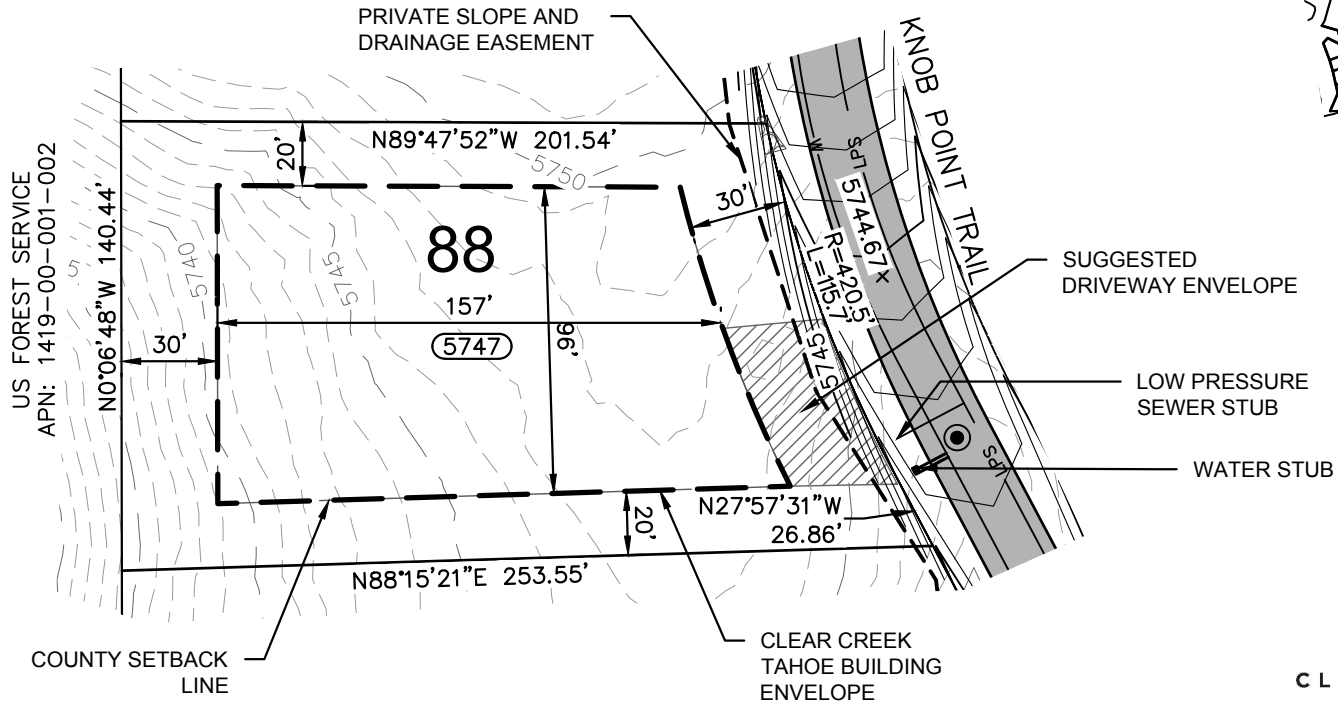 PRIVATE SLOPE AND
DRAINAGE EASEMENT
KNOB POINT TRAIL
N89°47'52"W 201.54'
20'
5750
30'
W
LPS
5744.67×
R=420.5'
L=115.7'
US FOREST SERVICE
APN: 1419-00-001-002
N0°06'48"W 140.44'
5740
5745
88
157'
5747
96'
30'
5
5745
SUGGESTED
DRIVEWAY ENVELOPE
LOW PRESSURE
SEWER STUB
LPS
WATER STUB
N27°57'31"W
26.86'
20'
N88°15'21"E 253.55'
COUNTY SETBACK
LINE
CLEAR CREEK
TAHOE BUILDING
ENVELOPE
CL